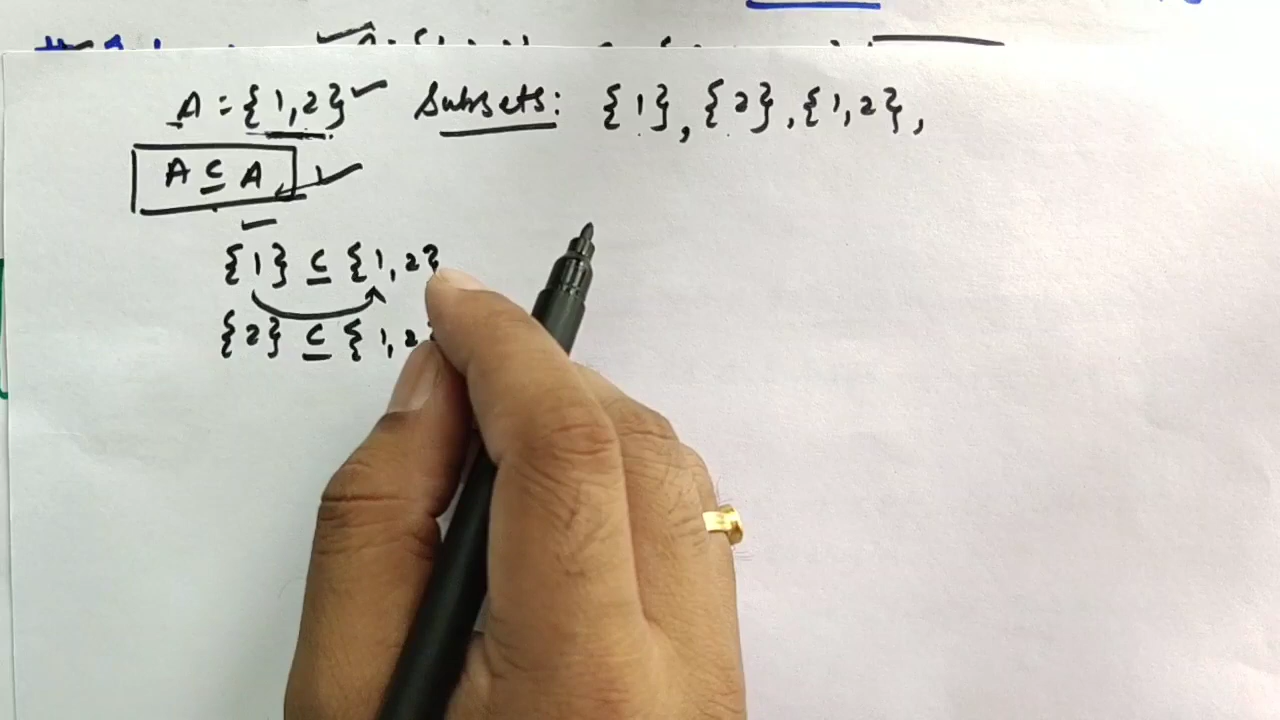 A = {1,2} ✓ Subsets: {1}, {2}, {1,2},
A ⊆ A ✓
{1} ⊆ {1,2}
{2} ⊆ {1,2